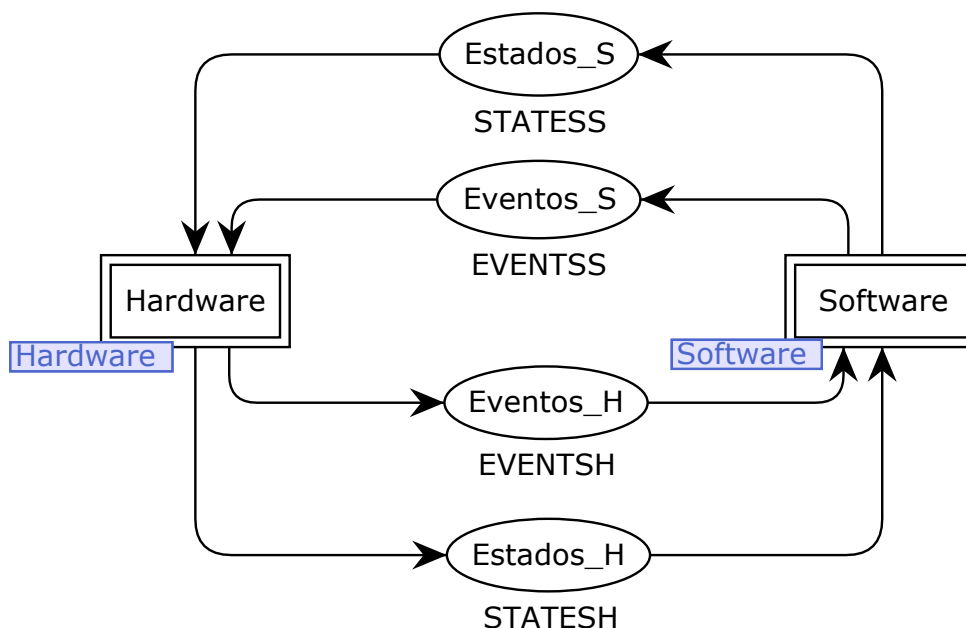 Estados_S
STATESS
Eventos_S
EVENTSS
Hardware
Hardware
Software
Software
Eventos_H
EVENTSH
Estados_H
STATESH